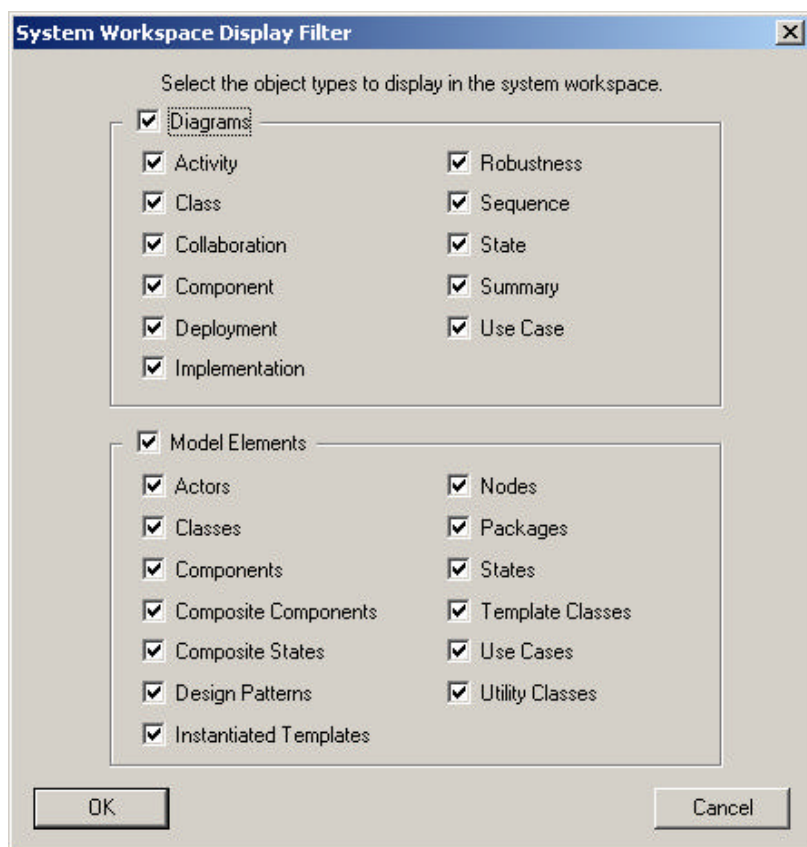 System Workspace Display Filter
Select the object types to display in the system workspace.
Diagrams
Activity
Class
Collaboration
Component
Deployment
Implementation
Robustness
Sequence
State
Summary
Use Case
Model Elements
Actors
Classes
Components
Composite Components
Composite States
Design Patterns
Instantiated Templates
Nodes
Packages
States
Template Classes
Use Cases
Utility Classes
OK
Cancel